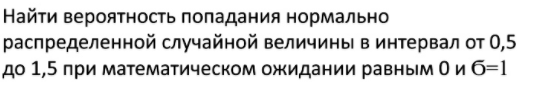 Найти вероятность попадания нормально
распределенной случайной величины в интервал от 0,5
до 1,5 при математическом ожидании равным 0 и Ϭ=1